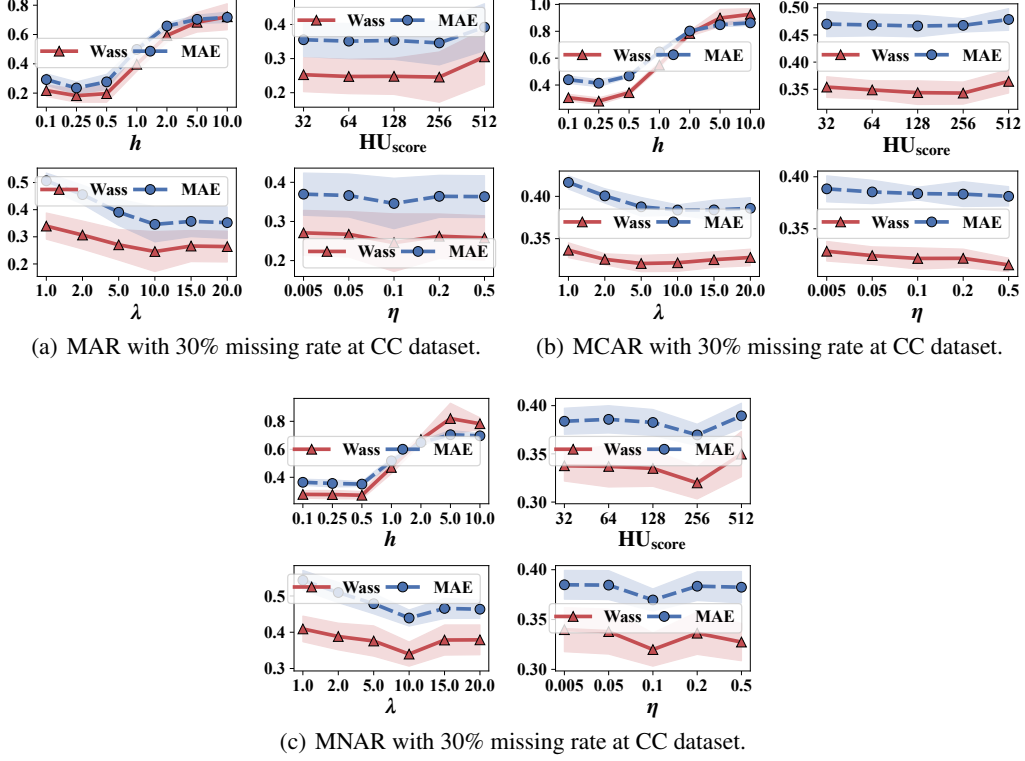 0.8
0.6
0.4
0.2
Wass MAE
0.1 0.25 0.5 1.0 2.0 5.0 10.0
h
0.4
0.3
0.2
Wass MAE
32 64 128 256 512
HUscore
1.0
0.8
0.6
0.4
Wass MAE
0.1 0.25 0.5 1.0 2.0 5.0 10.0
h
0.50
0.45
0.40
0.35
Wass MAE
32 64 128 256 512
HUscore
0.5
0.4
0.3
0.2
Wass MAE
1.0 2.0 5.0 10.0 15.0 20.0
λ
0.4
0.3
0.2
Wass MAE
0.005 0.05 0.1 0.2 0.5
η
0.40
0.35
Wass MAE
1.0 2.0 5.0 10.0 15.0 20.0
λ
0.40
0.35
Wass MAE
0.005 0.05 0.1 0.2 0.5
η
(a) MAR with 30% missing rate at CC dataset.
(b) MCAR with 30% missing rate at CC dataset.
0.8
0.6
0.4
Wass MAE
0.1 0.25 0.5 1.0 2.0 5.0 10.0
h
0.40
0.35
0.30
Wass MAE
32 64 128 256 512
HUscore
0.5
0.4
0.3
Wass MAE
1.0 2.0 5.0 10.0 15.0 20.0
λ
0.40
0.35
0.30
Wass MAE
0.005 0.05 0.1 0.2 0.5
η
(c) MNAR with 30% missing rate at CC dataset.